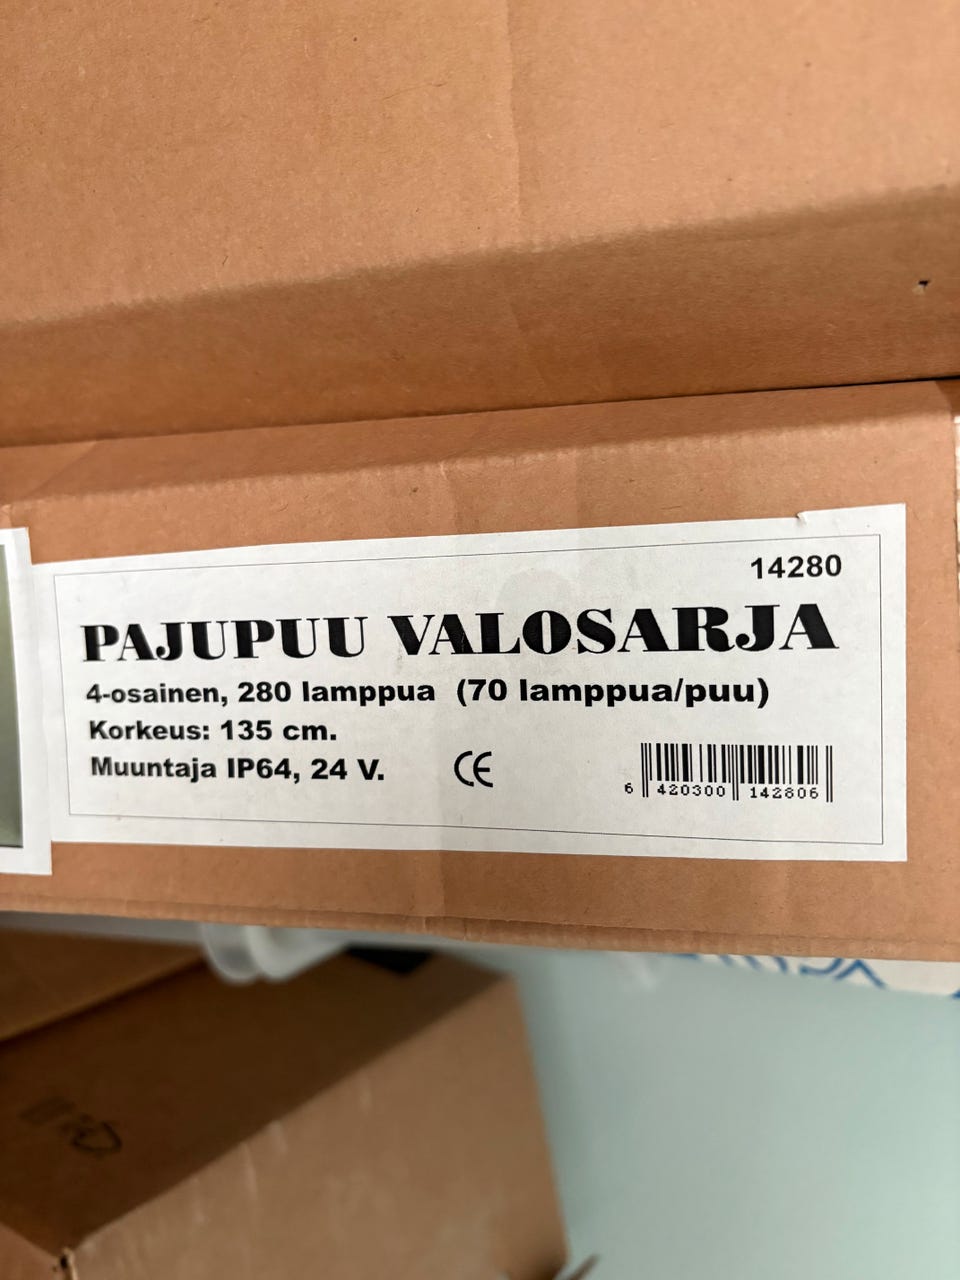 14280
PAJUPUU VALOSARJA
4-osainen, 280 lamppua (70 lamppua/puu)
Korkeus: 135 cm.
Muuntaja IP64, 24 V.
CE
6 420300 142806